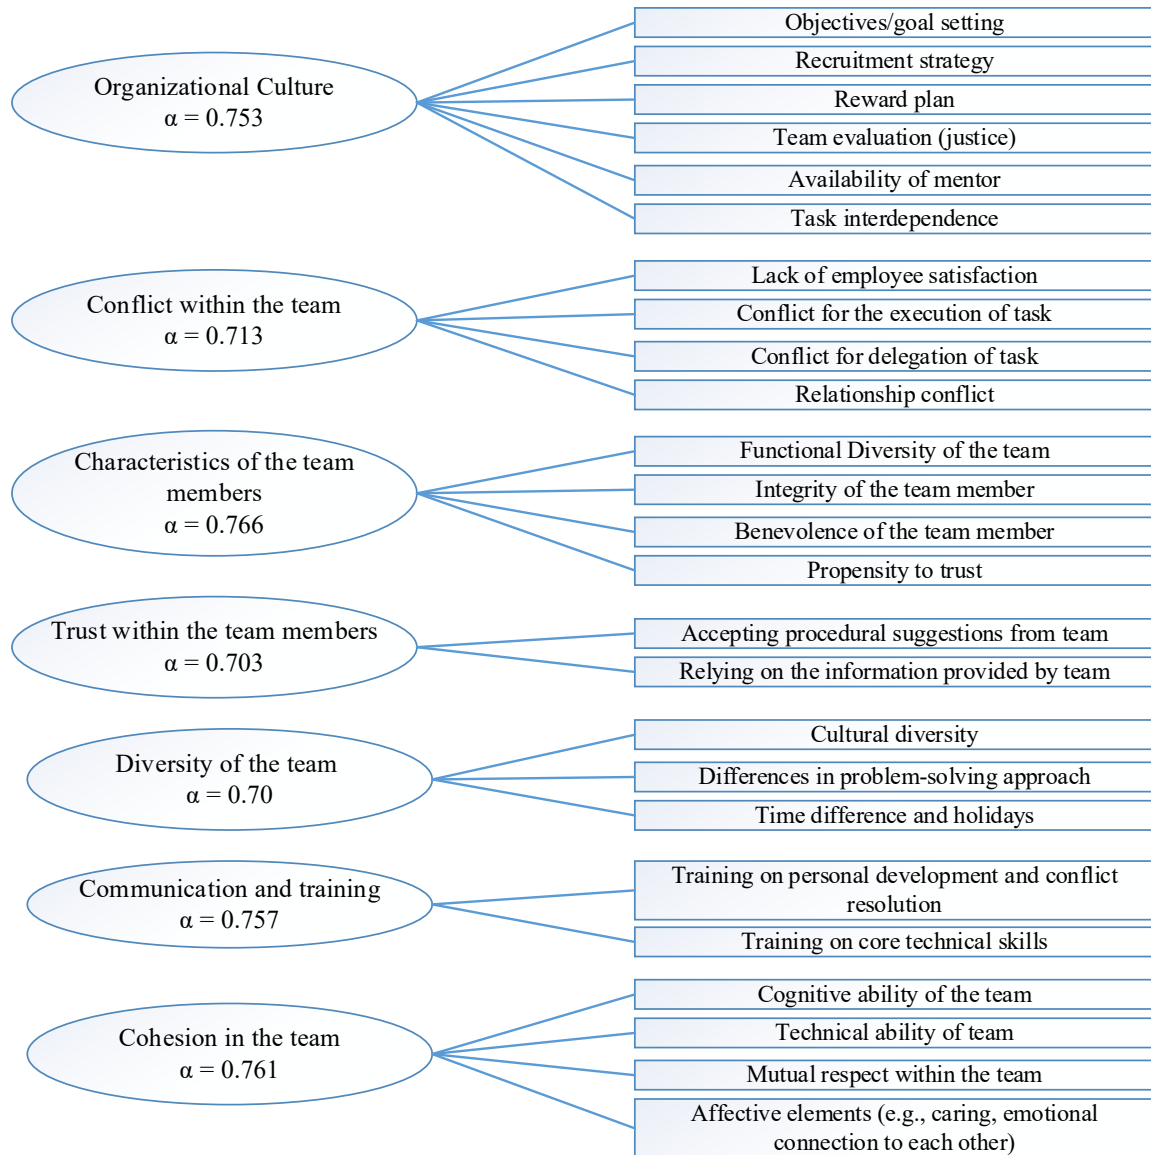 Organizational Culture
α = 0.753
Objectives/goal setting
Recruitment strategy
Reward plan
Team evaluation (justice)
Availability of mentor
Task interdependence
Conflict within the team
α = 0.713
Lack of employee satisfaction
Conflict for the execution of task
Conflict for delegation of task
Relationship conflict
Characteristics of the team
members
α = 0.766
Functional Diversity of the team
Integrity of the team member
Benevolence of the team member
Propensity to trust
Trust within the team members
α = 0.703
Accepting procedural suggestions from team
Relying on the information provided by team
Diversity of the team
α = 0.70
Cultural diversity
Differences in problem-solving approach
Time difference and holidays
Communication and training
α = 0.757
Training on personal development and conflict
resolution
Training on core technical skills
Cohesion in the team
α = 0.761
Cognitive ability of the team
Technical ability of team
Mutual respect within the team
Affective elements (e.g., caring, emotional
connection to each other)